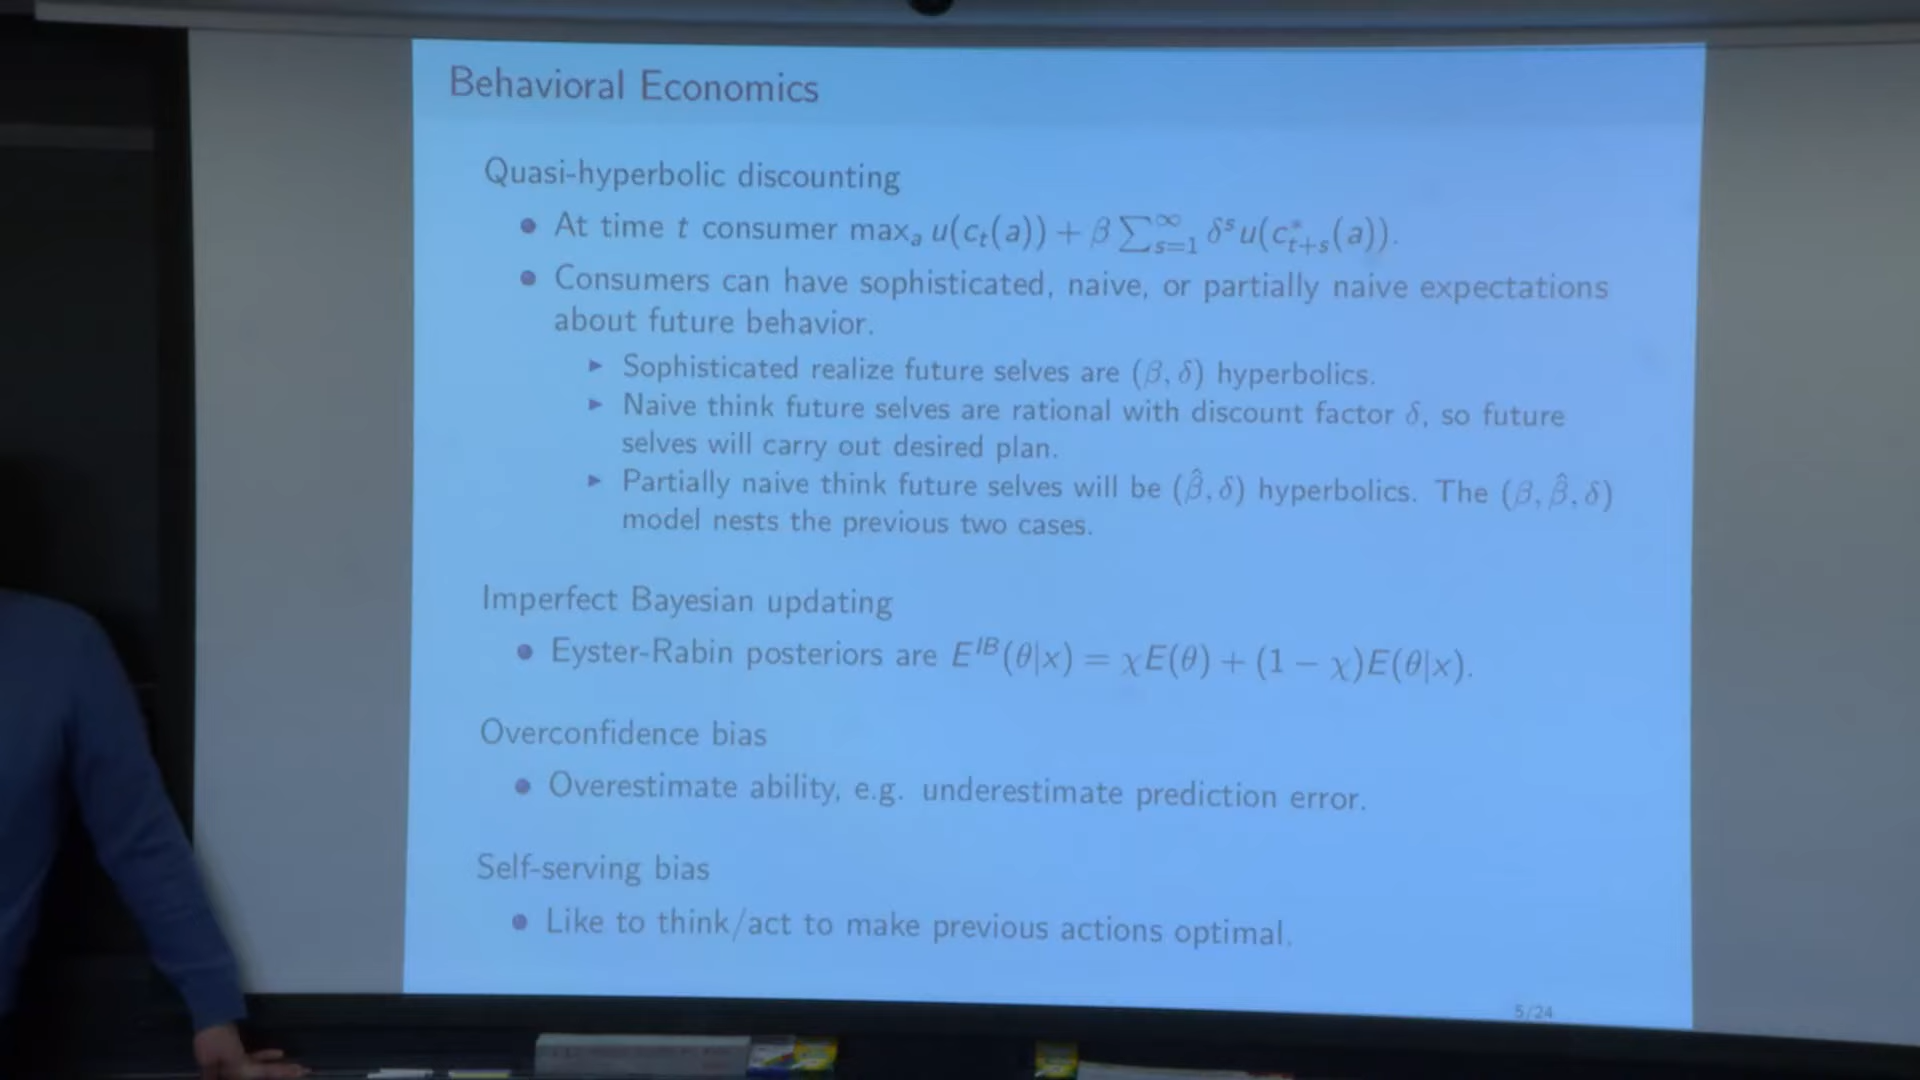 Behavioral Economics
Quasi-hyperbolic discounting
● At time t consumer maxₐ u(cₜ(a)) + β ∑_{s=1}^{∞} δˢu(c*_{t+s}(a)).
● Consumers can have sophisticated, naive, or partially naive expectations
about future behavior.
► Sophisticated realize future selves are (β, δ) hyperbolics.
► Naive think future selves are rational with discount factor δ, so future
selves will carry out desired plan.
► Partially naive think future selves will be (β̂, δ) hyperbolics. The (β, β̂, δ)
model nests the previous two cases.
Imperfect Bayesian updating
● Eyster-Rabin posteriors are E^{IB}(θ|x) = χE(θ) + (1 − χ)E(θ|x).
Overconfidence bias
● Overestimate ability, e.g. underestimate prediction error.
Self-serving bias
● Like to think/act to make previous actions optimal.
5/24